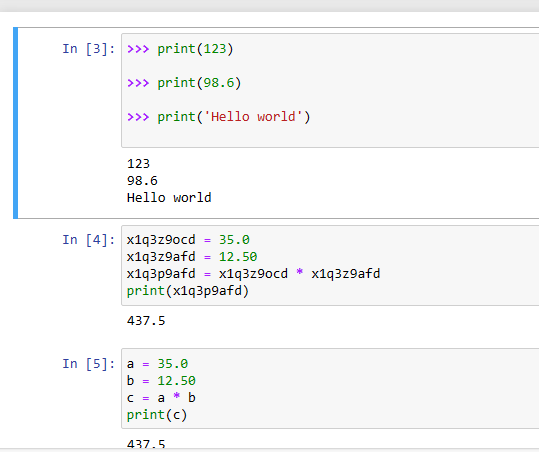 In [3]: >>> print(123)
>>> print(98.6)
>>> print('Hello world')
123
98.6
Hello world
In [4]: x1q3z9ocd = 35.0
x1q3z9afd = 12.50
x1q3p9afd = x1q3z9ocd * x1q3z9afd
print(x1q3p9afd)
437.5
In [5]: a = 35.0
b = 12.50
c = a * b
print(c)
437.5